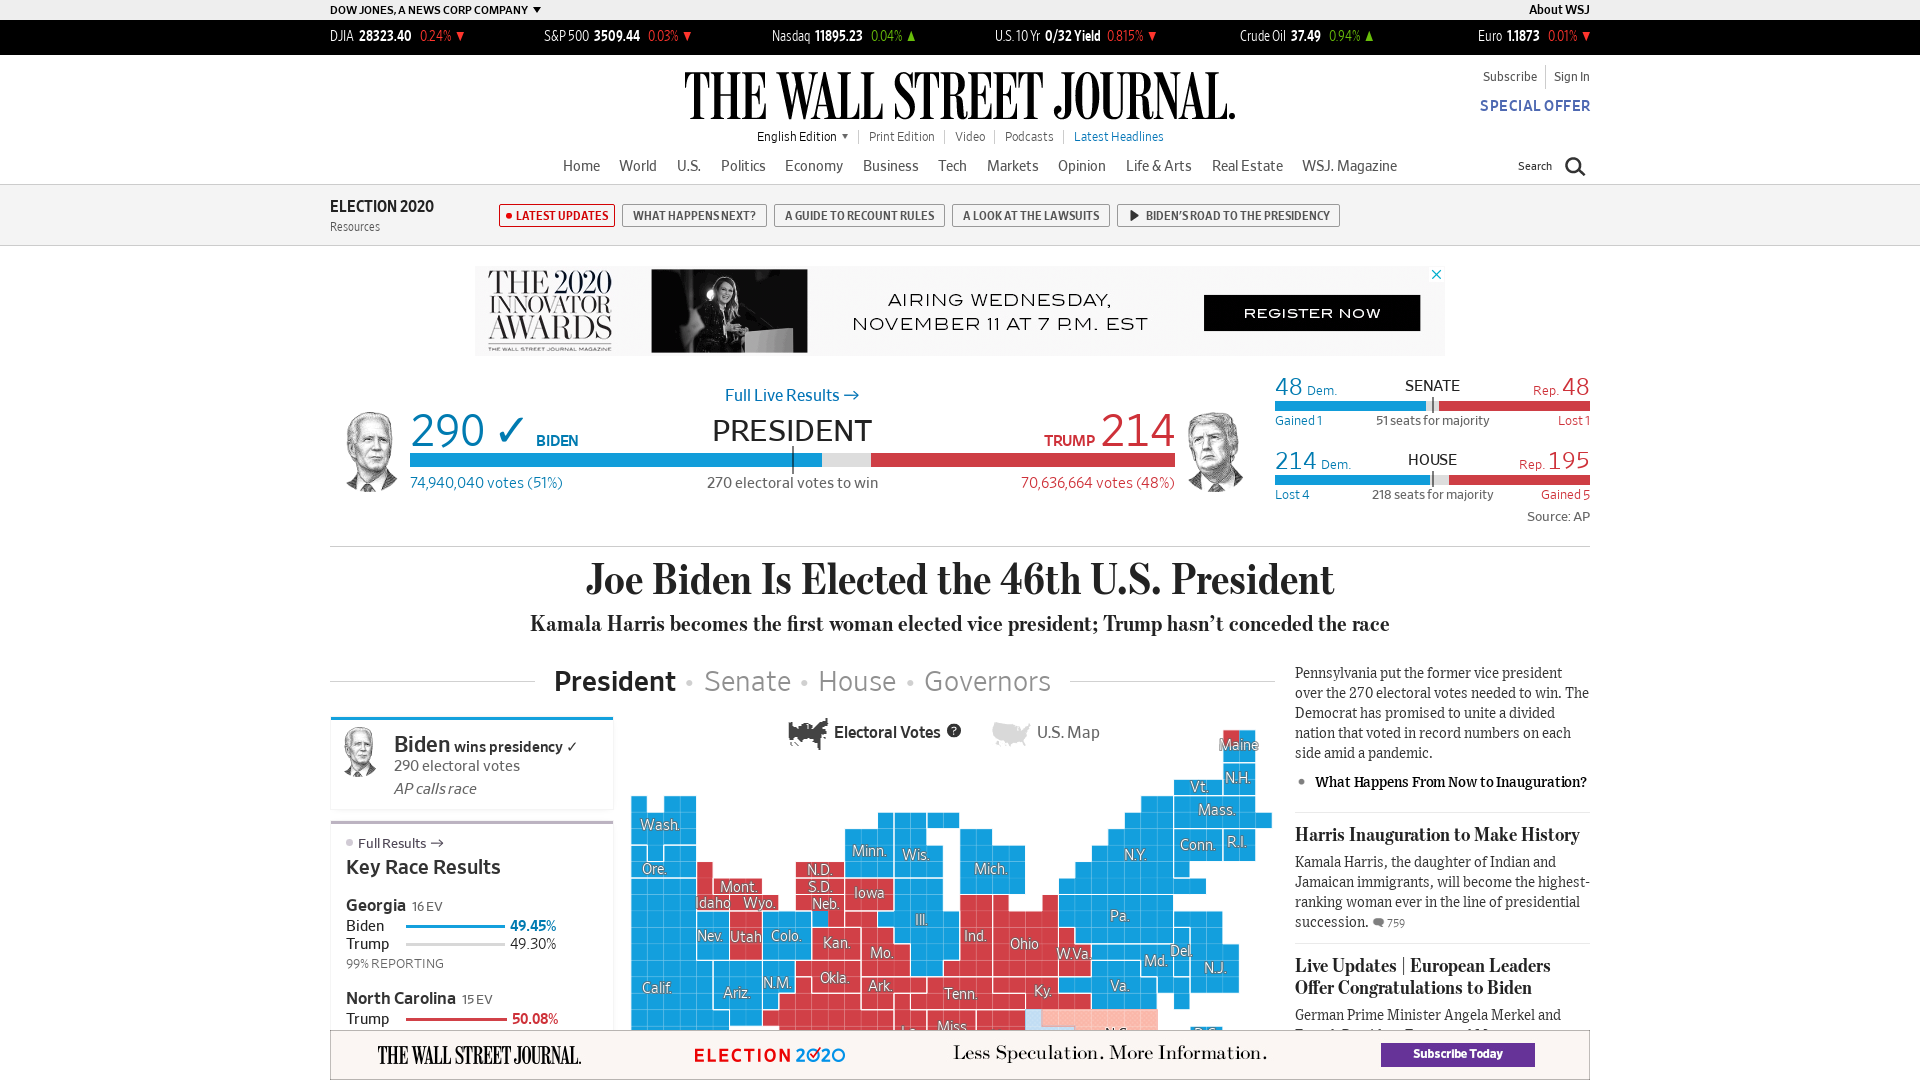 DOW JONES, A NEWS CORP COMPANY
About WSJ
DJIA 28323.40 0.24%
S&P 500 3509.44 0.03%
Nasdaq 11895.23 0.04%
U.S. 10 Yr 0/32 Yield 0.815%
Crude Oil 37.49 0.94%
Euro 1.1873 0.01%
THE WALL STREET JOURNAL.
Subscribe
Sign In
SPECIAL OFFER
English Edition
Print Edition
Video
Podcasts
Latest Headlines
Home World U.S. Politics Economy Business Tech Markets Opinion Life & Arts Real Estate WSJ. Magazine
Search
ELECTION 2020
Resources
LATEST UPDATES
WHAT HAPPENS NEXT?
A GUIDE TO RECOUNT RULES
A LOOK AT THE LAWSUITS
BIDEN'S ROAD TO THE PRESIDENCY
THE 2020
INNOVATOR
AWARDS
THE WALL STREET JOURNAL MAGAZINE
AIRING WEDNESDAY,
NOVEMBER 11 AT 7 P.M. EST
REGISTER NOW
Full Live Results →
290 ✓ BIDEN
PRESIDENT
TRUMP 214
74,940,040 votes (51%)
270 electoral votes to win
70,636,664 votes (48%)
48 Dem.
SENATE
Rep. 48
Gained 1
51 seats for majority
Lost 1
214 Dem.
HOUSE
Rep. 195
Lost 4
218 seats for majority
Gained 5
Source: AP
Joe Biden Is Elected the 46th U.S. President
Kamala Harris becomes the first woman elected vice president; Trump hasn't conceded the race
President • Senate • House • Governors
Biden wins presidency ✓
290 electoral votes
AP calls race
Full Results →
Key Race Results
Georgia 16 EV
Biden 49.45%
Trump 49.30%
99% REPORTING
North Carolina 15 EV
Trump 50.08%
Electoral Votes ?
U.S. Map
Maine
N.H.
Vt.
Mass.
Wash.
Conn.
R.I.
Minn.
Wis.
N.Y.
Ore.
N.D.
Mich.
Mont.
S.D.
Iowa
Idaho
Wyo.
Neb.
Ill.
Pa.
Nev.
Utah
Colo.
Kan.
Mo.
Ind.
Ohio
W.Va.
Md.
Del.
N.J.
Calif.
Ariz.
N.M.
Okla.
Ark.
Tenn.
Ky.
Va.
Miss.
Pennsylvania put the former vice president
over the 270 electoral votes needed to win. The
Democrat has promised to unite a divided
nation that voted in record numbers on each
side amid a pandemic.
• What Happens From Now to Inauguration?
Harris Inauguration to Make History
Kamala Harris, the daughter of Indian and
Jamaican immigrants, will become the highest-
ranking woman ever in the line of presidential
succession. 759
Live Updates | European Leaders
Offer Congratulations to Biden
German Prime Minister Angela Merkel and
THE WALL STREET JOURNAL.
ELECTION 2020
Less Speculation. More Information.
Subscribe Today